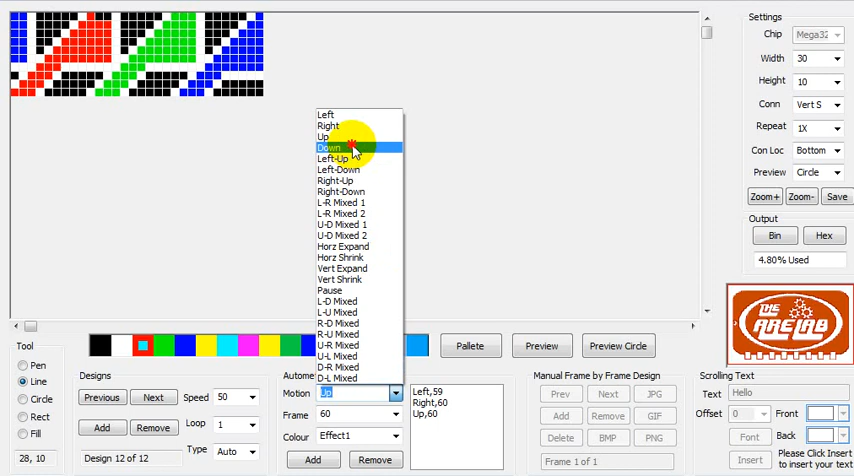 Settings
Chip Mega32
Width 30
Height 10
Conn Vert S
Repeat 1X
Con Loc Bottom
Preview Circle
Zoom+ Zoom- Save
Output
Bin Hex
4.80% Used
THE
ARE LAB
Left
Right
Up
Down
Left-Up
Left-Down
Right-Up
Right-Down
L-R Mixed 1
L-R Mixed 2
U-D Mixed 1
U-D Mixed 2
Horz Expand
Horz Shrink
Vert Expand
Vert Shrink
Pause
L-D Mixed
L-U Mixed
R-D Mixed
R-U Mixed
U-R Mixed
U-L Mixed
D-R Mixed
D-L Mixed
Pallete Preview Preview Circle
Tool
Pen
Line
Circle
Rect
Fill
28, 10
Designs
Previous Next
Add Remove
Design 12 of 12
Speed 50
Loop 1
Type Auto
Motion Up
Frame 60
Colour Effect1
Add Remove
Left,59
Right,60
Up,60
Manual Frame by Frame Design
Prev Next JPG
Add Remove GIF
Delete BMP PNG
Frame 1 of 1
Scrolling Text
Text Hello
Offset 0 Front
Font Back
Insert Please Click Insert
to insert your text